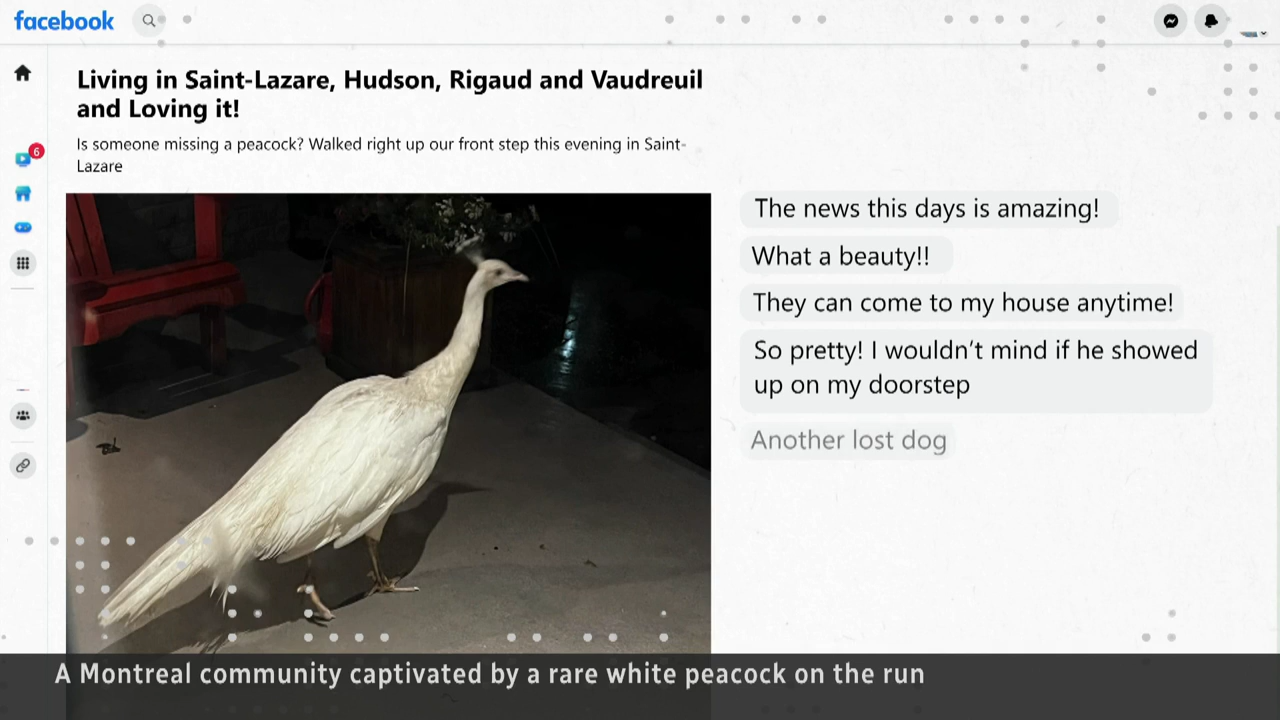 facebook
Living in Saint-Lazare, Hudson, Rigaud and Vaudreuil
and Loving it!
Is someone missing a peacock? Walked right up our front step this evening in Saint-
Lazare
6
The news this days is amazing!
What a beauty!!
They can come to my house anytime!
So pretty! I wouldn’t mind if he showed
up on my doorstep
Another lost dog
A Montreal community captivated by a rare white peacock on the run